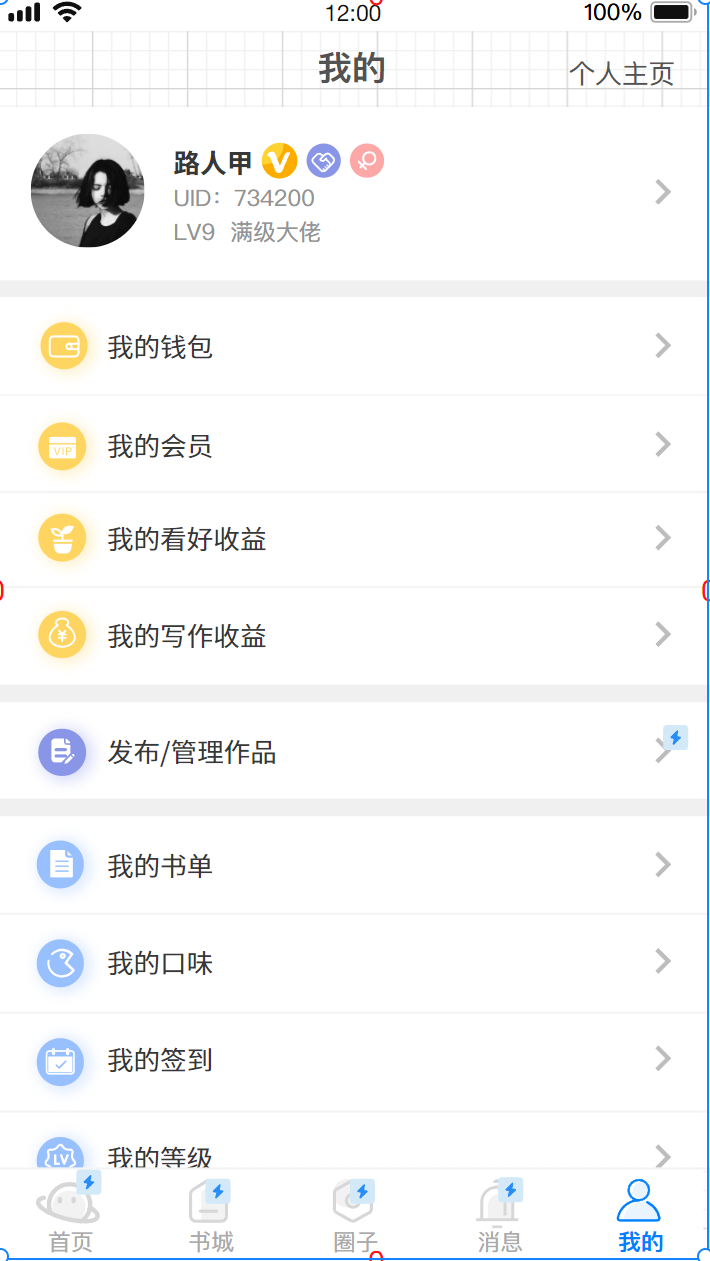 12:00
100%
我的
个人主页
路人甲
UID：734200
LV9 满级大佬
我的钱包
VIP
我的会员
我的看好收益
¥
我的写作收益
发布/管理作品
我的书单
我的口味
我的签到
LV
我的等级
首页
书城
圈子
消息
我的